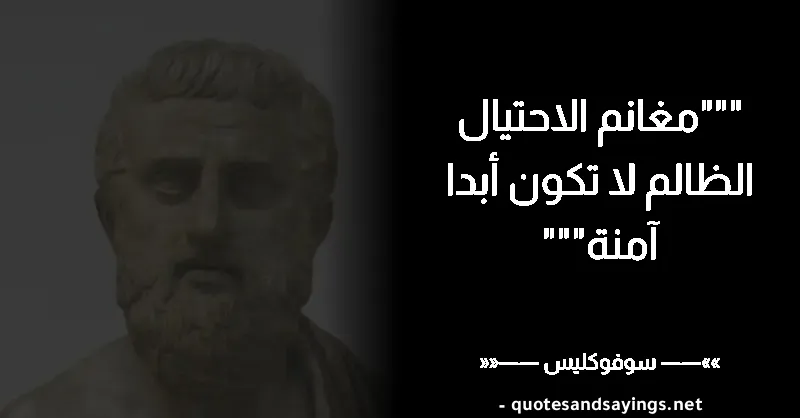 """مغانم الاحتيال
الظالم لا تكون أبدا
آمنة"""
»—— سوفوكليس ——««
- quotesandsayings.net